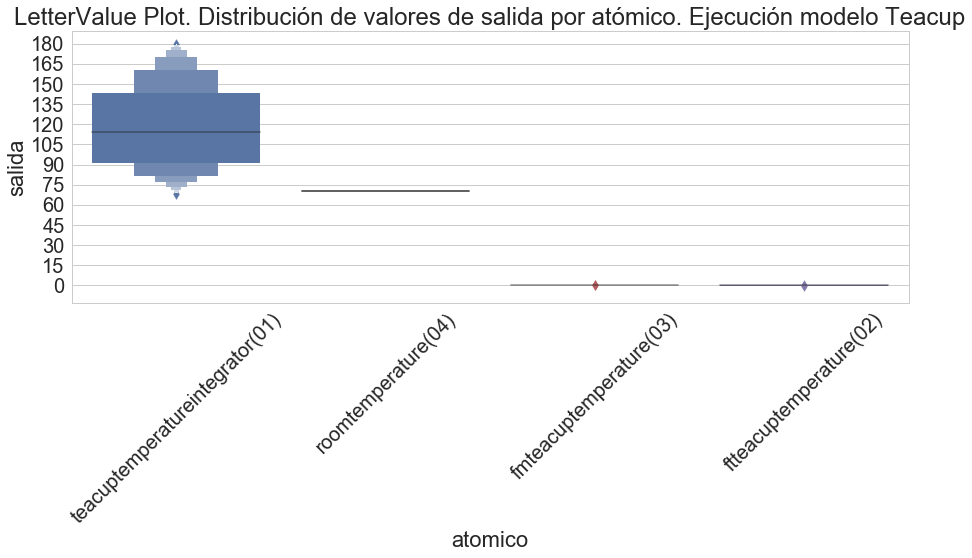 LetterValue Plot. Distribución de valores de salida por atómico. Ejecución modelo Teacup
180
165
150
135
120
105
90
75
60
45
30
15
0
salida
teacuptemperatureintegrator(01)
roomtemperature(04)
fmteacuptemperature(03)
ftteacuptemperature(02)
atomico